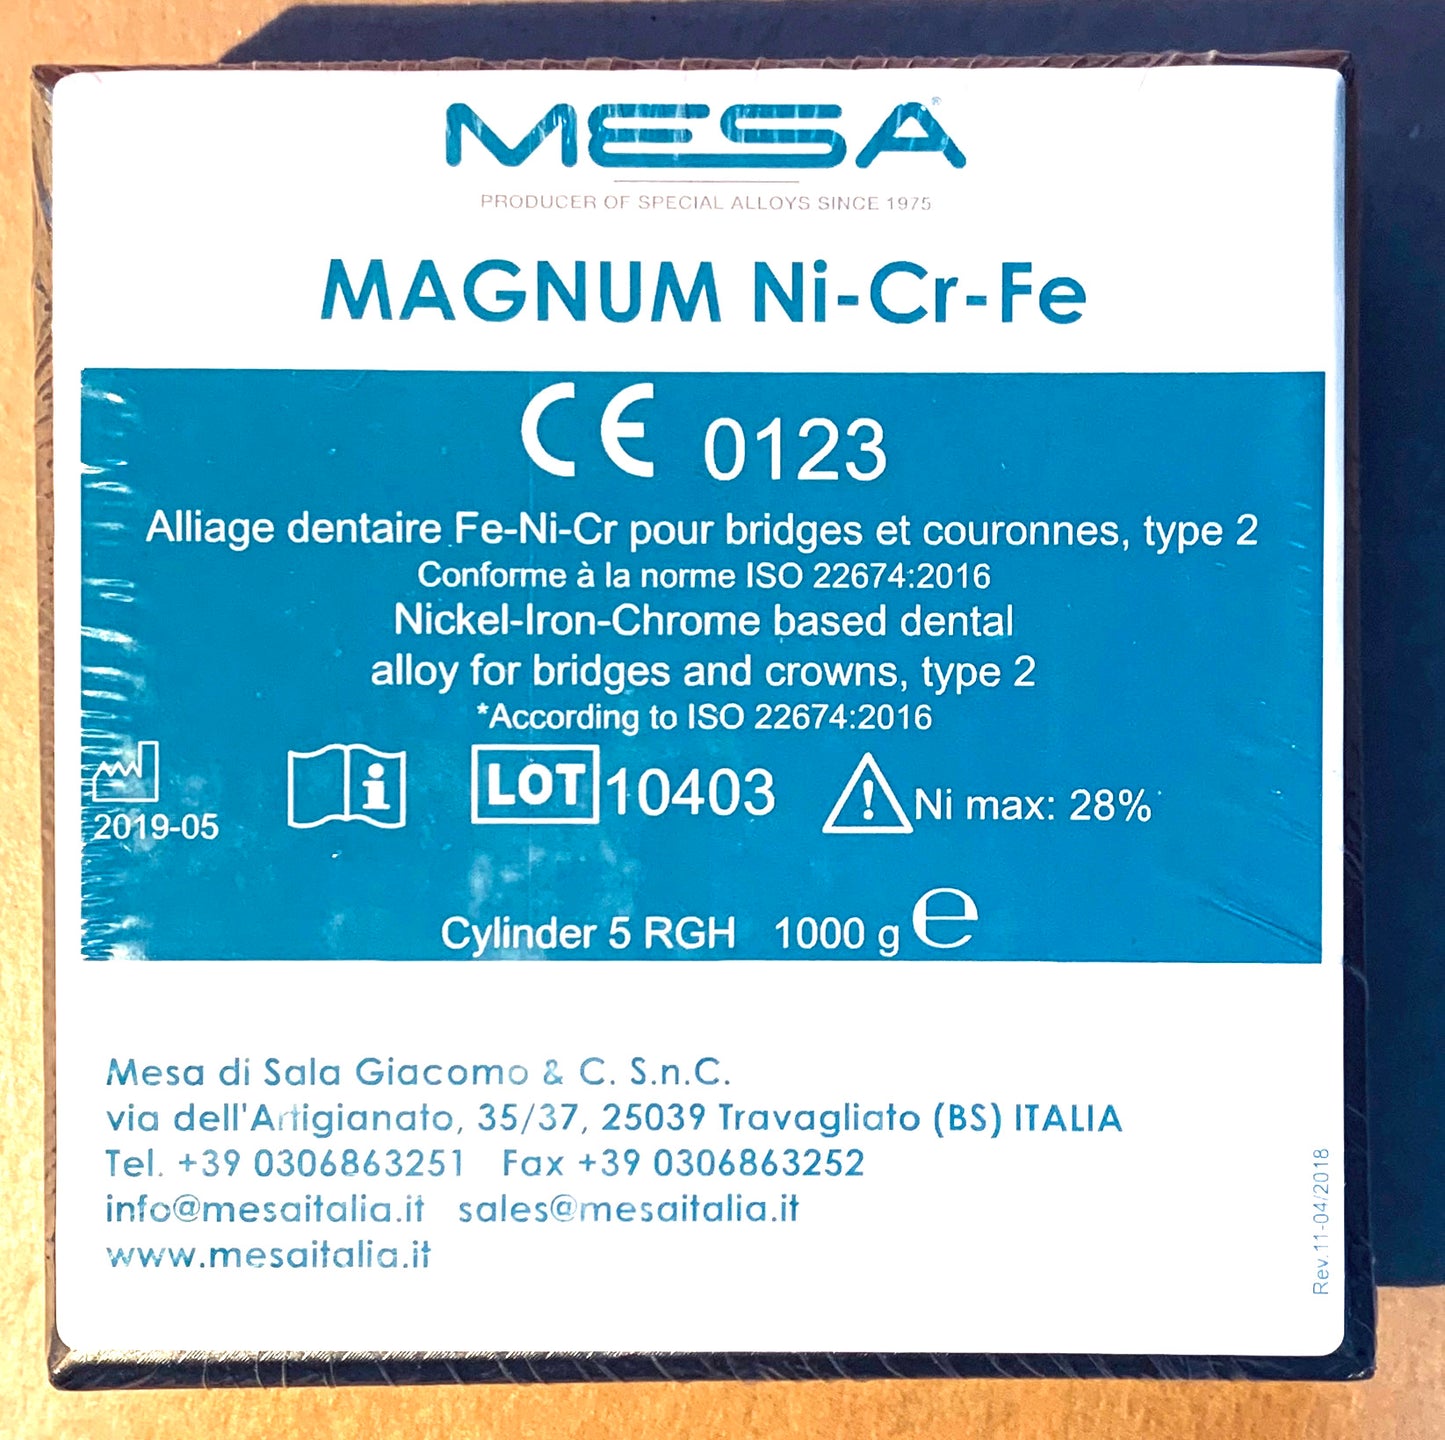 MESA®
PRODUCER OF SPECIAL ALLOYS SINCE 1975
MAGNUM Ni-Cr-Fe
CE 0123
Alliage dentaire Fe-Ni-Cr pour bridges et couronnes, type 2
Conforme à la norme ISO 22674:2016
Nickel-Iron-Chrome based dental
alloy for bridges and crowns, type 2
*According to ISO 22674:2016
2019-05
i
LOT 10403
! Ni max: 28%
Cylinder 5 RGH 1000 g e
Mesa di Sala Giacomo & C. S.n.C.
via dell'Artigianato, 35/37, 25039 Travagliato (BS) ITALIA
Tel. +39 0306863251 Fax +39 0306863252
info@mesaitalia.it sales@mesaitalia.it
www.mesaitalia.it
Rev.11-04/2018